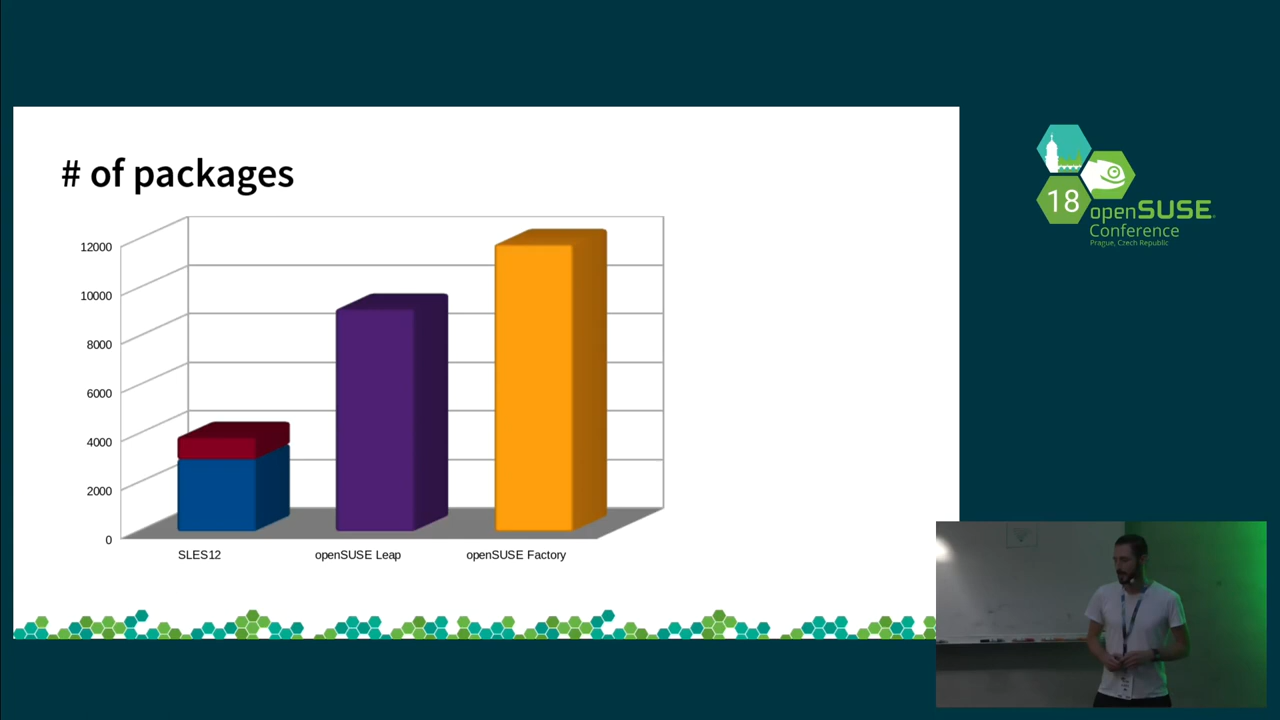 # of packages
12000
10000
8000
6000
4000
2000
0
SLES12
openSUSE Leap
openSUSE Factory
18
openSUSE
Conference
Prague, Czech Republic